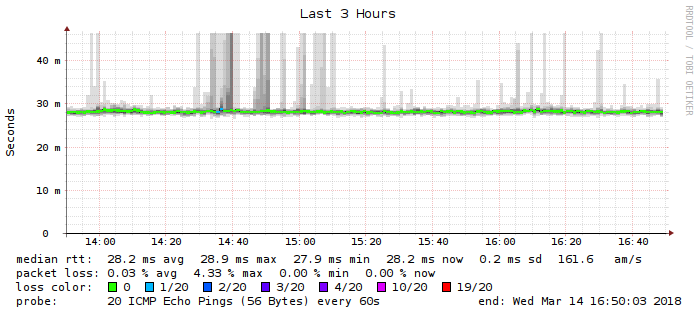 Last 3 Hours
RRDTOOL / TOBI OETIKER
Seconds
40 m
30 m
20 m
10 m
0
14:00 14:20 14:40 15:00 15:20 15:40 16:00 16:20 16:40
median rtt: 28.2 ms avg 28.9 ms max 27.9 ms min 28.2 ms now 0.2 ms sd 161.6 am/s
packet loss: 0.03 % avg 4.33 % max 0.00 % min 0.00 % now
loss color: 0 1/20 2/20 3/20 4/20 10/20 19/20
probe: 20 ICMP Echo Pings (56 Bytes) every 60s end: Wed Mar 14 16:50:03 2018